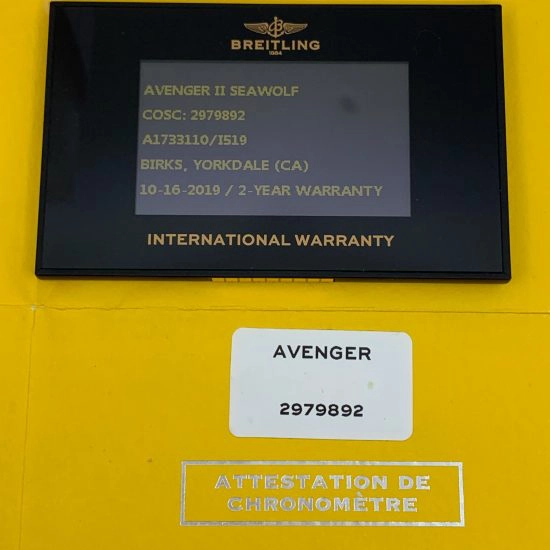 BREITLING
1884
AVENGER II SEAWOLF
COSC: 2979892
A1733110/I519
BIRKS, YORKDALE (CA)
10-16-2019 / 2-YEAR WARRANTY
INTERNATIONAL WARRANTY
AVENGER
2979892
ATTESTATION DE
CHRONOMÈTRE